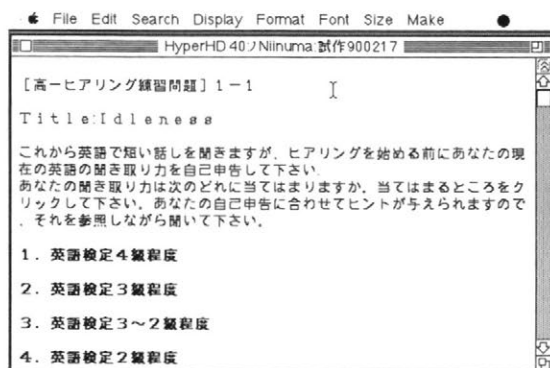 File Edit Search Display Format Font Size Make
HyperHD 40:ﾉ Niinuma:試作900217
[高一ヒアリング練習問題] 1－1
Title:Idleness
これから英語で短い話しを聞きますが、ヒアリングを始める前にあなたの現
在の英語の聞き取り力を自己申告して下さい.
あなたの聞き取り力は次のどれに当てはまりますか。当てはまるところをク
リックして下さい。あなたの自己申告に合わせてヒントが与えられますので
、それを参照しながら聞いて下さい。
1. 英語検定4級程度
2. 英語検定3級程度
3. 英語検定3～2級程度
4. 英語検定2級程度